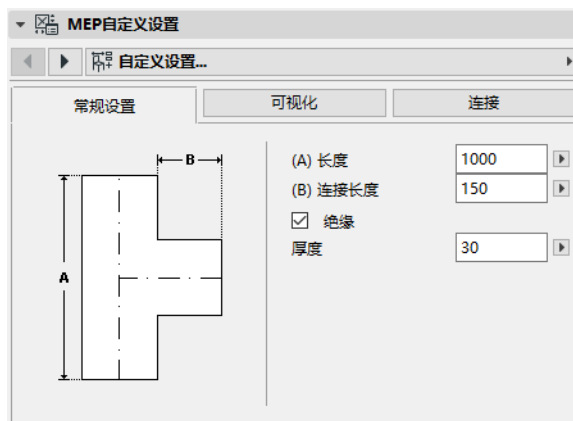 MEP自定义设置
自定义设置...
常规设置 可视化 连接
B
A
(A) 长度 1000
(B) 连接长度 150
绝缘
厚度 30